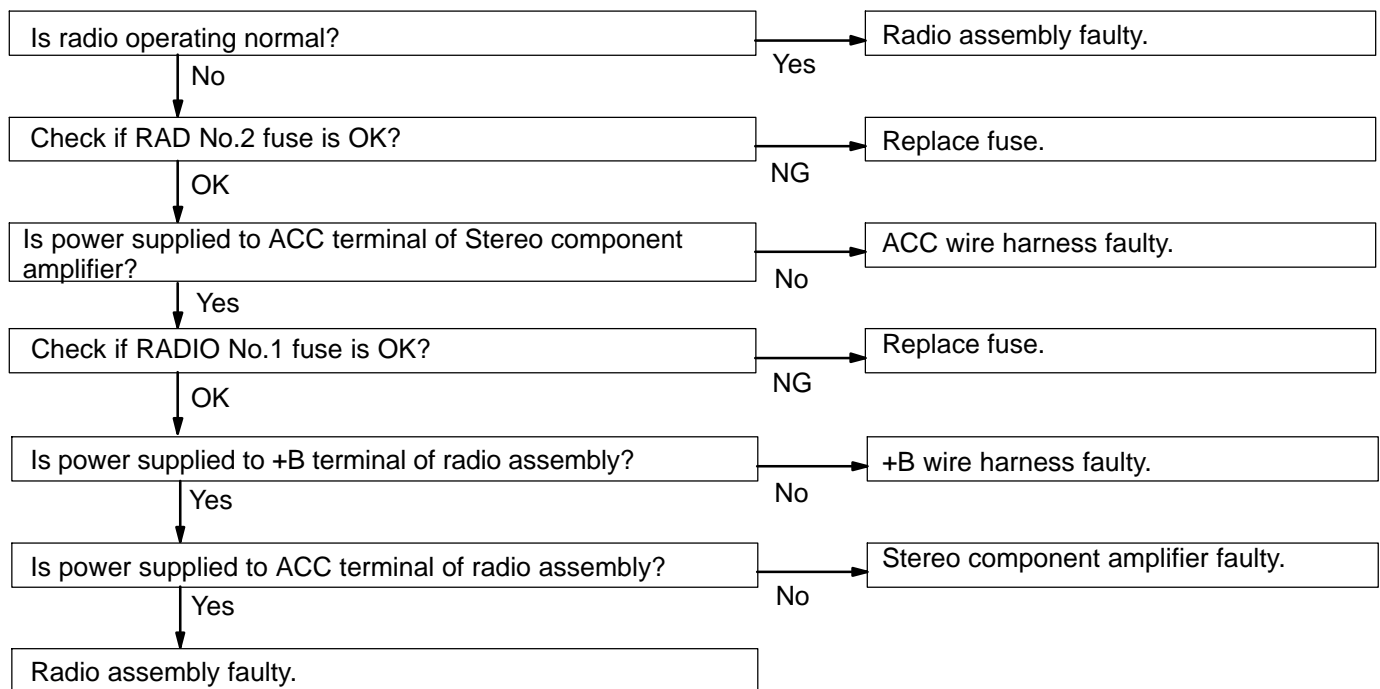 Is radio operating normal?
Yes
Radio assembly faulty.
No
Check if RAD No.2 fuse is OK?
NG
Replace fuse.
OK
Is power supplied to ACC terminal of Stereo component
amplifier?
No
ACC wire harness faulty.
Yes
Check if RADIO No.1 fuse is OK?
NG
Replace fuse.
OK
Is power supplied to +B terminal of radio assembly?
No
+B wire harness faulty.
Yes
Is power supplied to ACC terminal of radio assembly?
No
Stereo component amplifier faulty.
Yes
Radio assembly faulty.